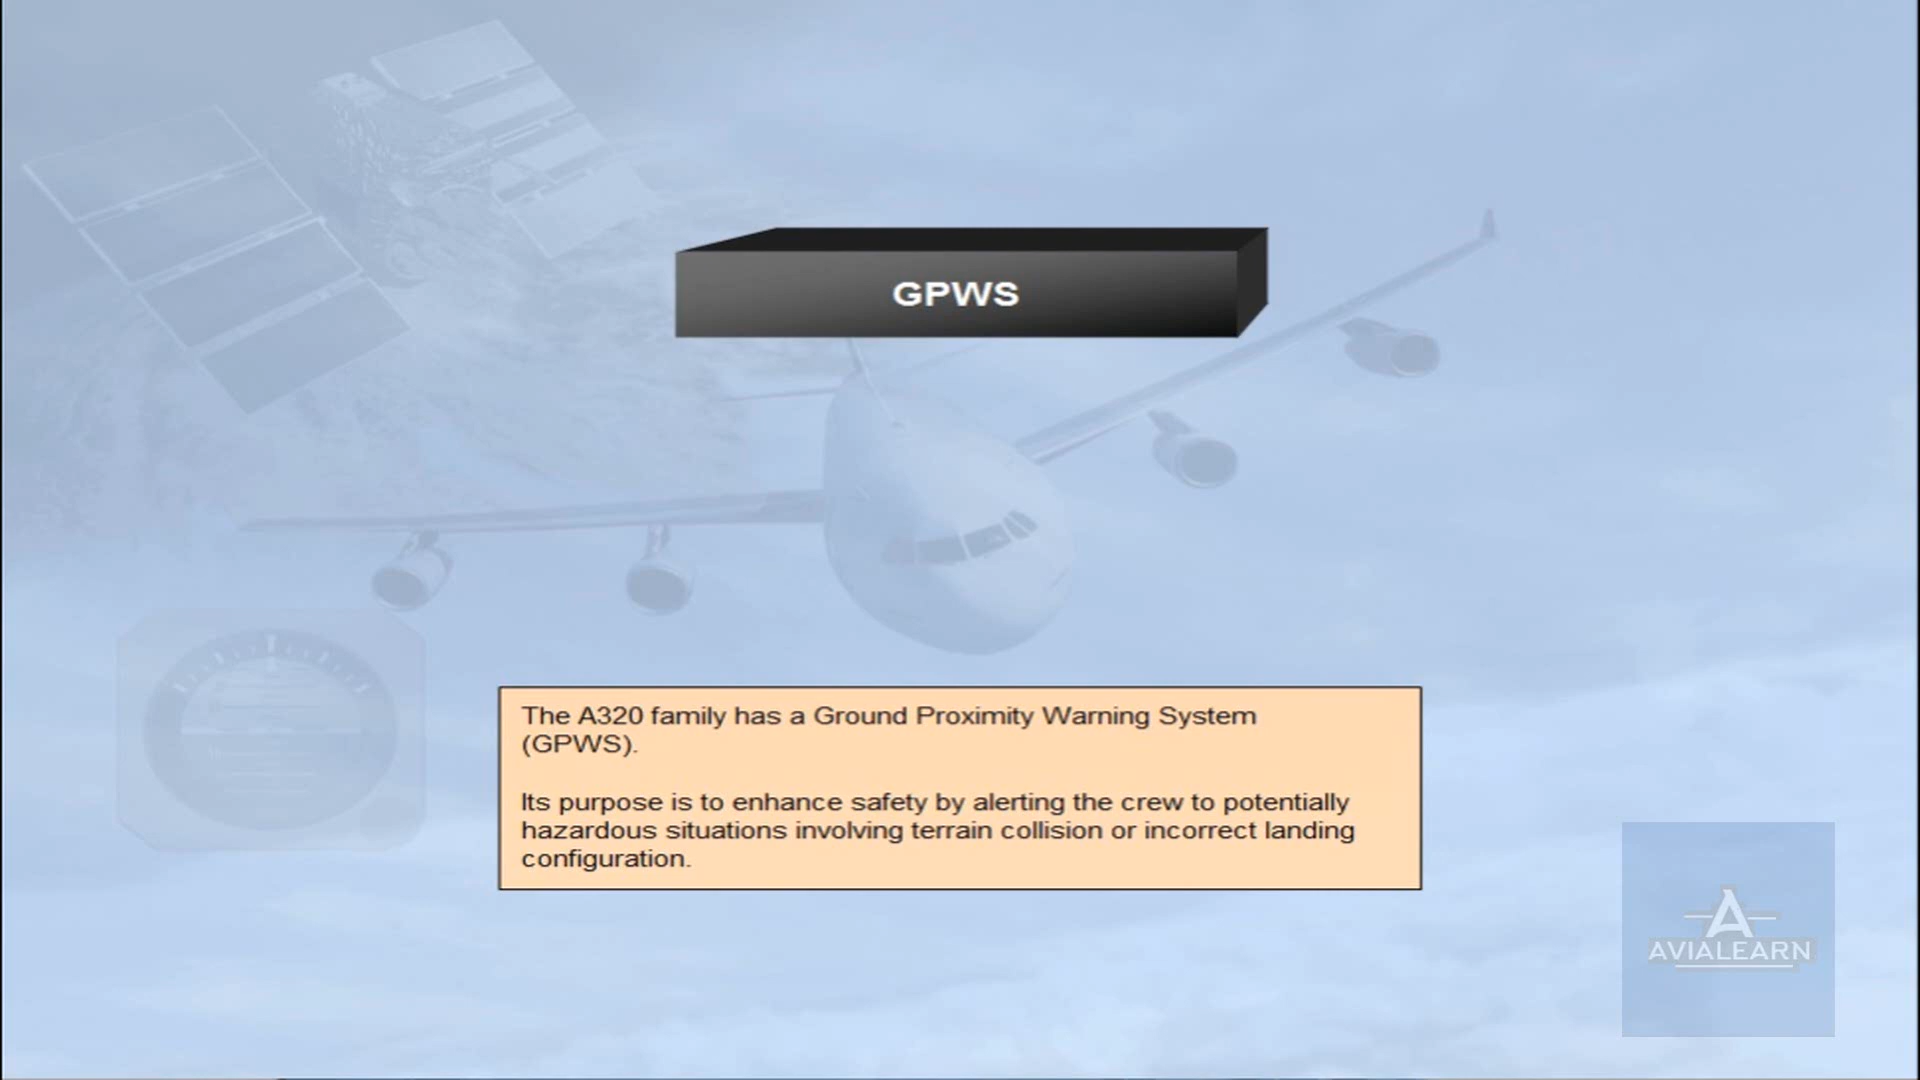 GPWS
The A320 family has a Ground Proximity Warning System
(GPWS).
Its purpose is to enhance safety by alerting the crew to potentially
hazardous situations involving terrain collision or incorrect landing
configuration.
A
AVIALEARN